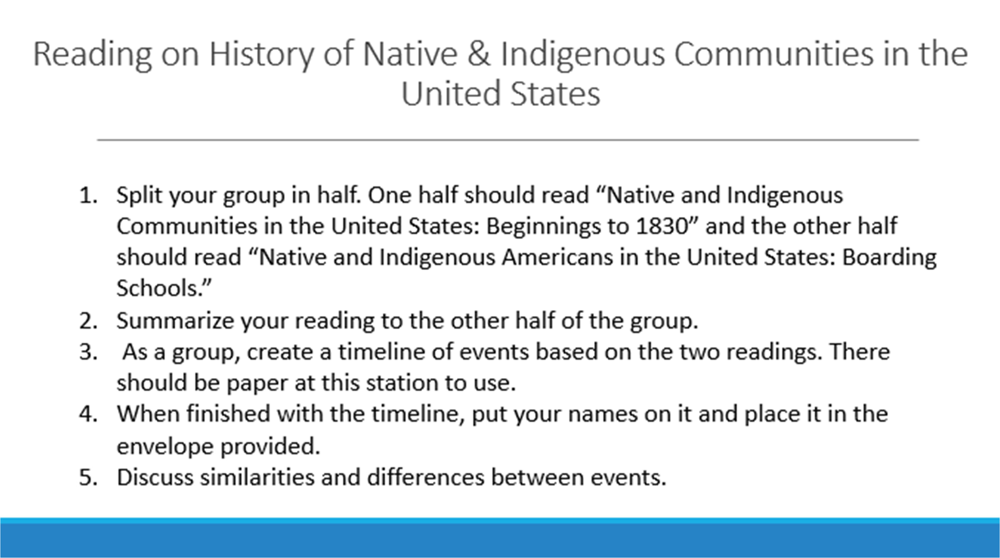 Reading on History of Native & Indigenous Communities in the
United States
1. Split your group in half. One half should read “Native and Indigenous
Communities in the United States: Beginnings to 1830” and the other half
should read “Native and Indigenous Americans in the United States: Boarding
Schools.”
2. Summarize your reading to the other half of the group.
3. As a group, create a timeline of events based on the two readings. There
should be paper at this station to use.
4. When finished with the timeline, put your names on it and place it in the
envelope provided.
5. Discuss similarities and differences between events.